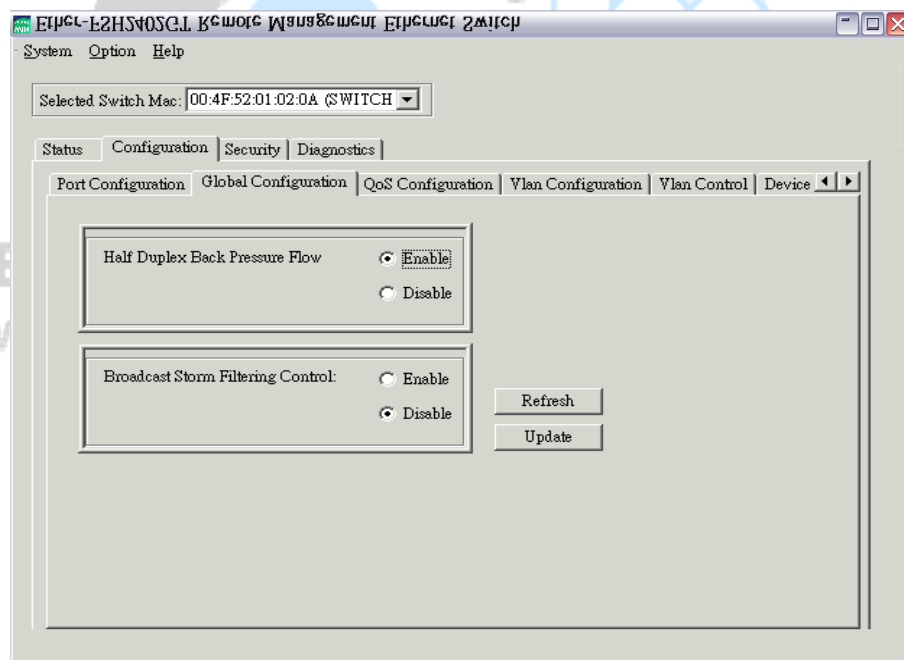 Ether-FSH2402GT Remote Management Ethernet Switch
System Option Help
Selected Switch Mac: 00:4F:52:01:02:0A (SWITCH
Status Configuration Security Diagnostics
Port Configuration Global Configuration QoS Configuration Vlan Configuration Vlan Control Device
Half Duplex Back Pressure Flow
Enable
Disable
Broadcast Storm Filtering Control:
Enable
Disable
Refresh
Update